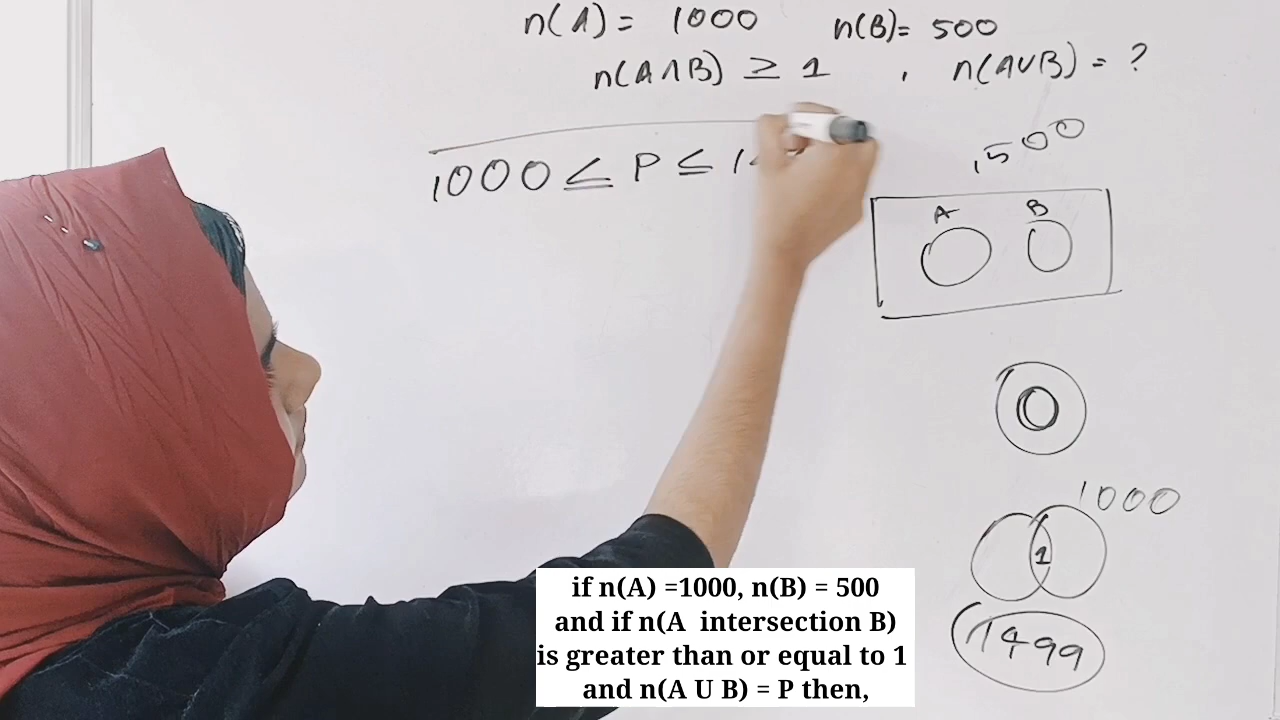 n(A) = 1000 n(B) = 500
n(A∩B) ≥ 1 , n(A∪B) = ?
1500
1000 ≤ P ≤ 14
A B
1000
1
1499
if n(A) =1000, n(B) = 500
and if n(A intersection B)
is greater than or equal to 1
and n(A U B) = P then,